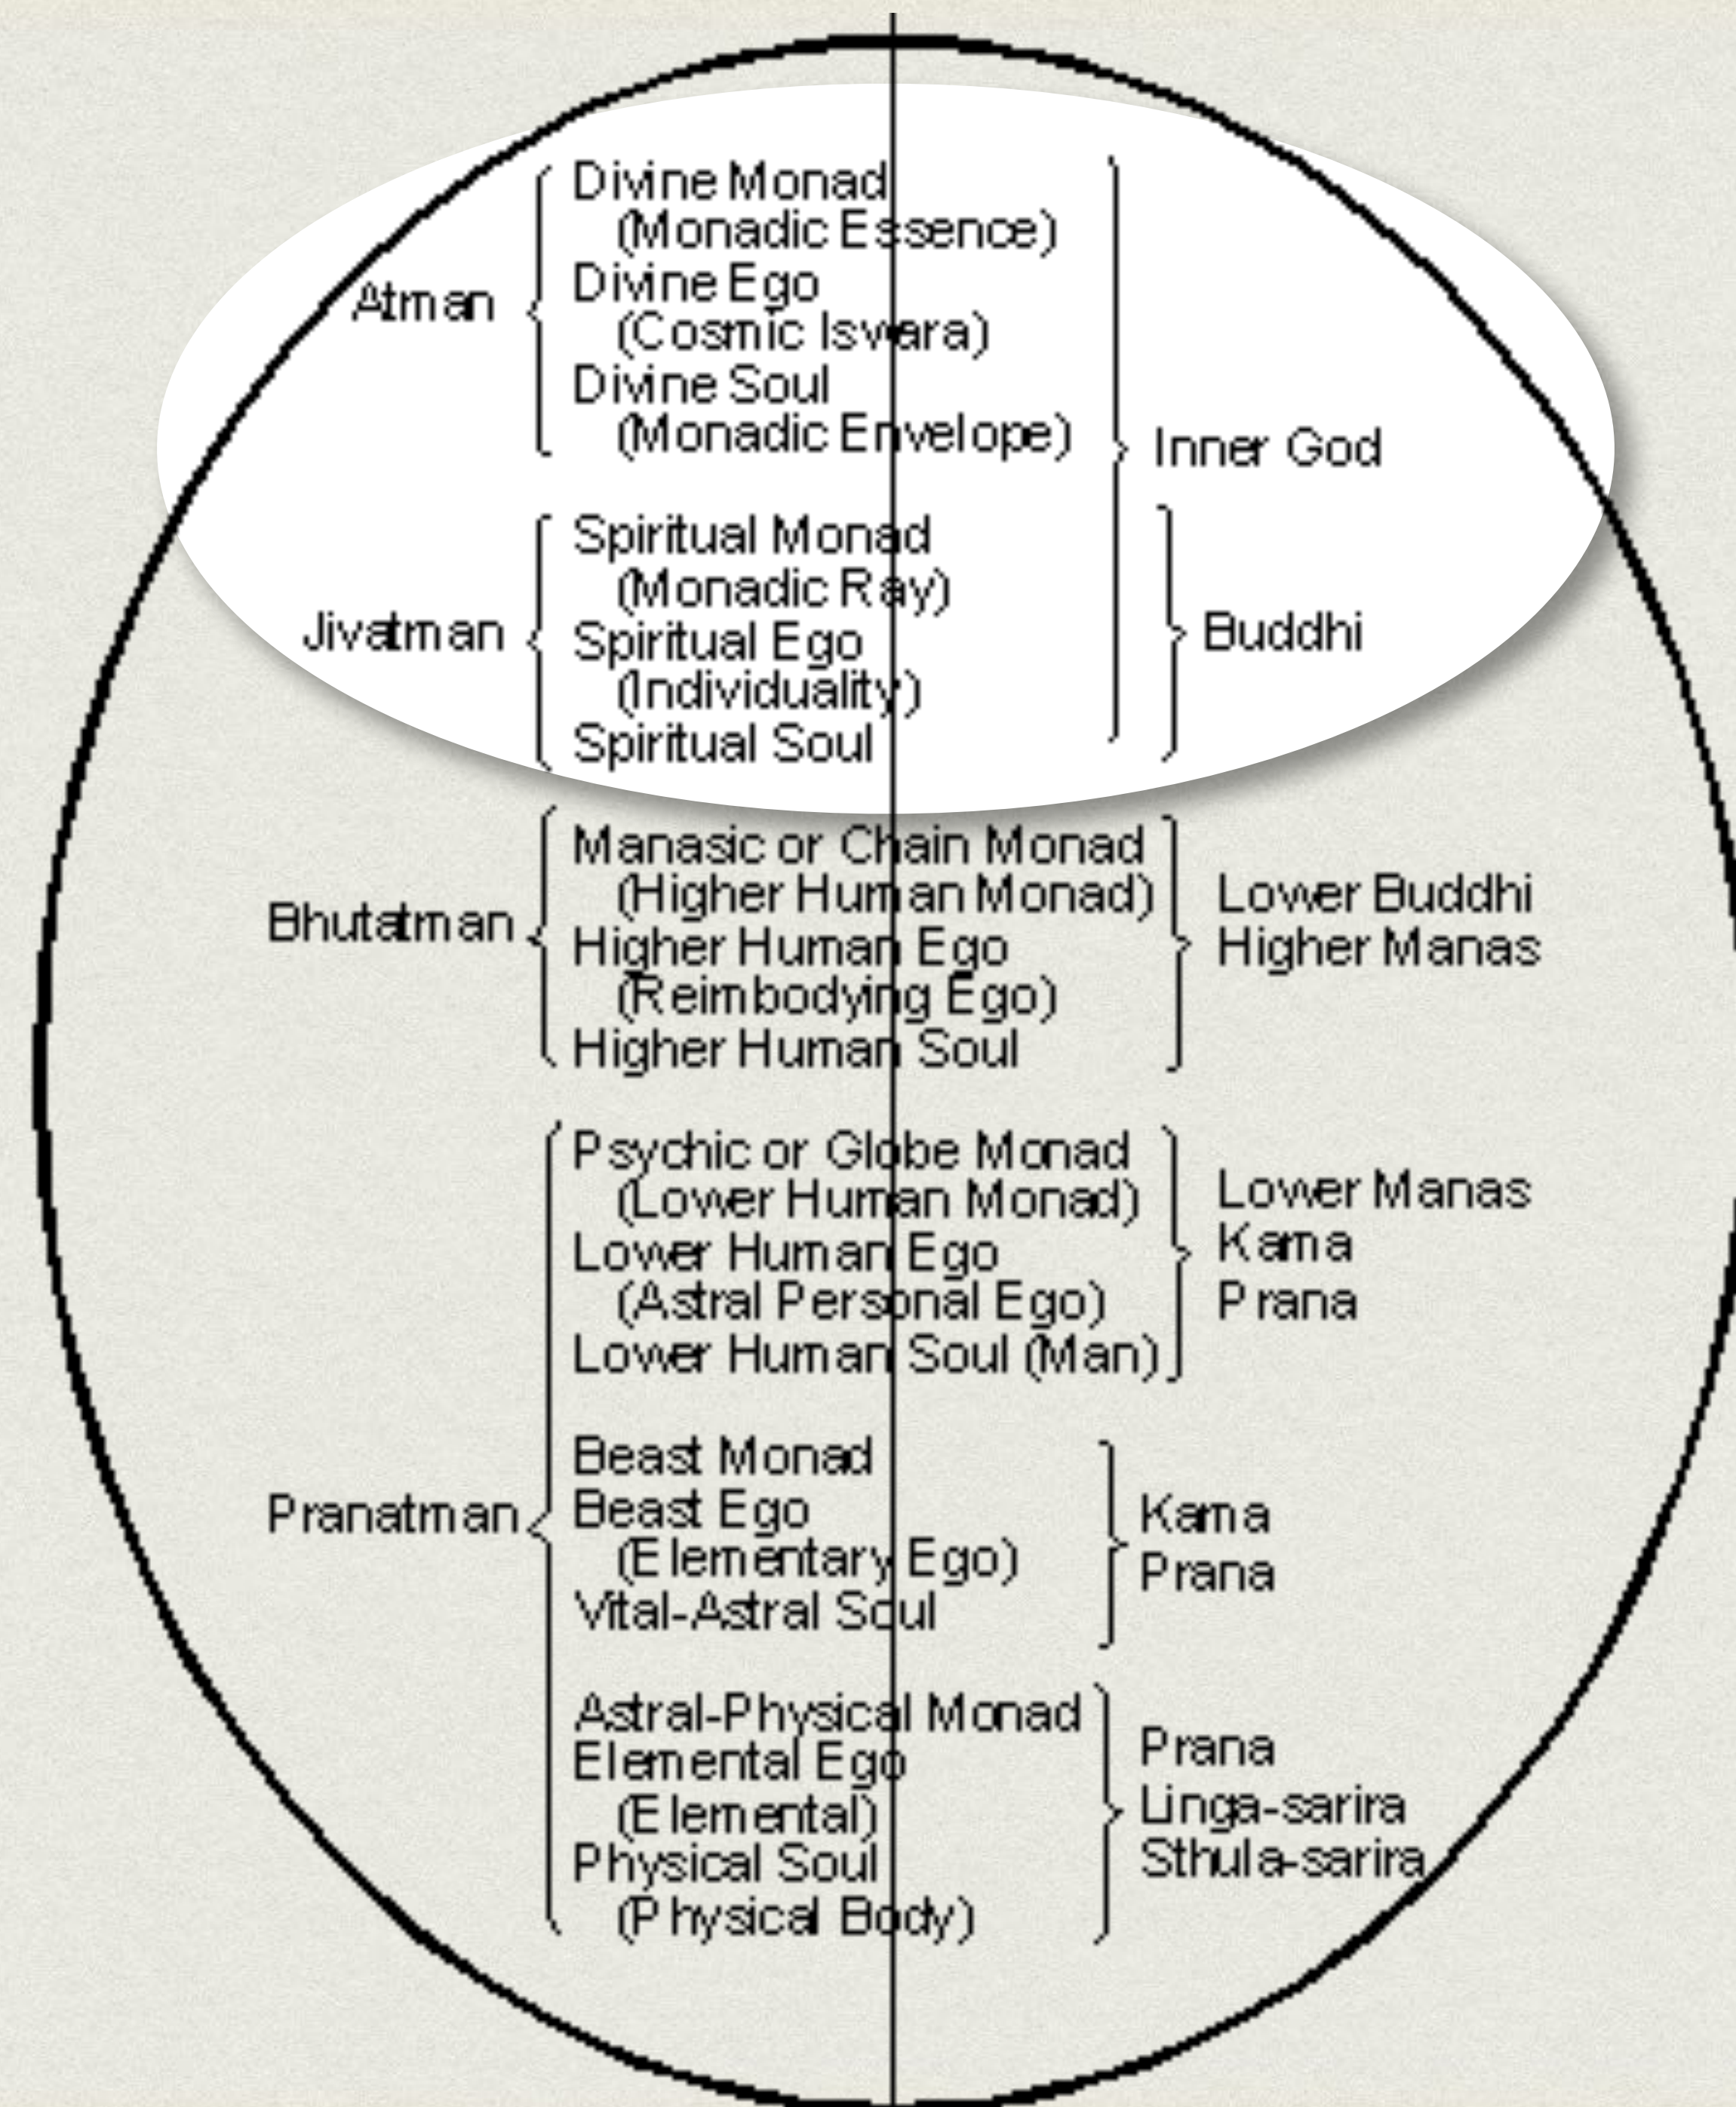 Divine Monad
(Monadic Essence)
Divine Ego
Atman
(Cosmic Iswara)
Divine Soul
(Monadic Envelope)
Inner God
Spiritual Monad
(Monadic Ray)
Jivatman
Spiritual Ego
Buddhi
(Individuality)
Spiritual Soul
Manasic or Chain Monad
(Higher Human Monad)
Lower Buddhi
Bhutatman
Higher Human Ego
Higher Manas
(Reimbodying Ego)
Higher Human Soul
Psychic or Globe Monad
(Lower Human Monad)
Lower Manas
Lower Human Ego
Kama
(Astral Personal Ego)
Prana
Lower Human Soul (Man)
Beast Monad
Pranatman
Beast Ego
Kama
(Elementary Ego)
Prana
Vital-Astral Soul
Astral-Physical Monad
Prana
Elemental Ego
(Elemental)
Linga-sarira
Physical Soul
Sthula-sarira
(Physical Body)